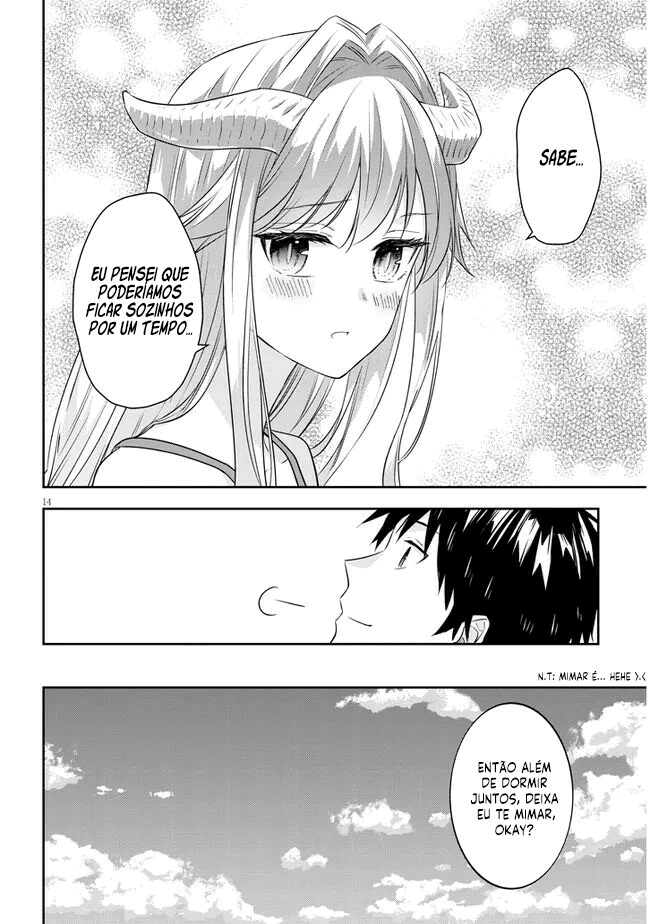 SABE...
EU PENSEI QUE
PODERÍAMOS
FICAR SOZINHOS
POR UM TEMPO...
14
N.T: MIMAR É... HEHE >.<
ENTÃO ALÉM
DE DORMIR
JUNTOS, DEIXA
EU TE MIMAR,
OKAY?